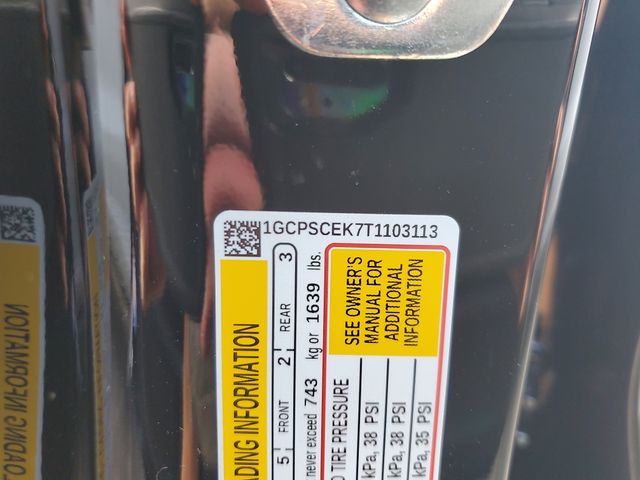 1GCPSCEK7T1103113
ADING INFORMATION
5 FRONT 2 REAR 3
never exceed 743 kg or 1639 lbs.
SEE OWNER'S
MANUAL FOR
ADDITIONAL
INFORMATION
TIRE PRESSURE
kPa, 38 PSI
kPa, 38 PSI
kPa, 35 PSI